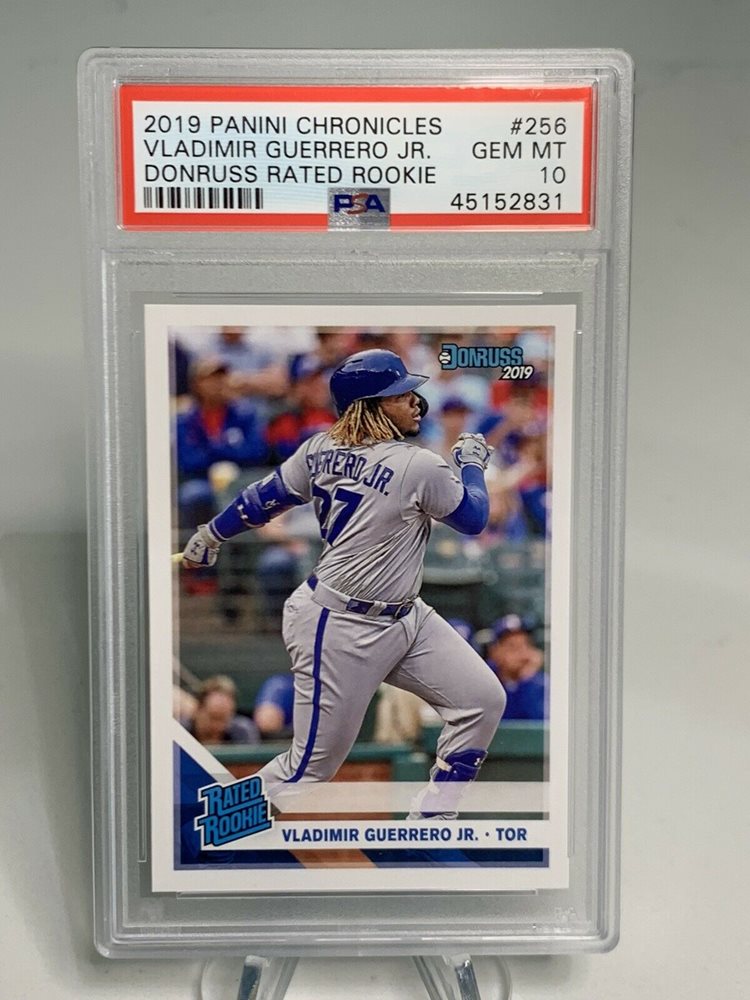 2019 PANINI CHRONICLES #256
VLADIMIR GUERRERO JR. GEM MT
DONRUSS RATED ROOKIE 10
PSA 45152831
DONRUSS
2019
UERRERO JR.
27
RATED
ROOKIE
VLADIMIR GUERRERO JR. · TOR